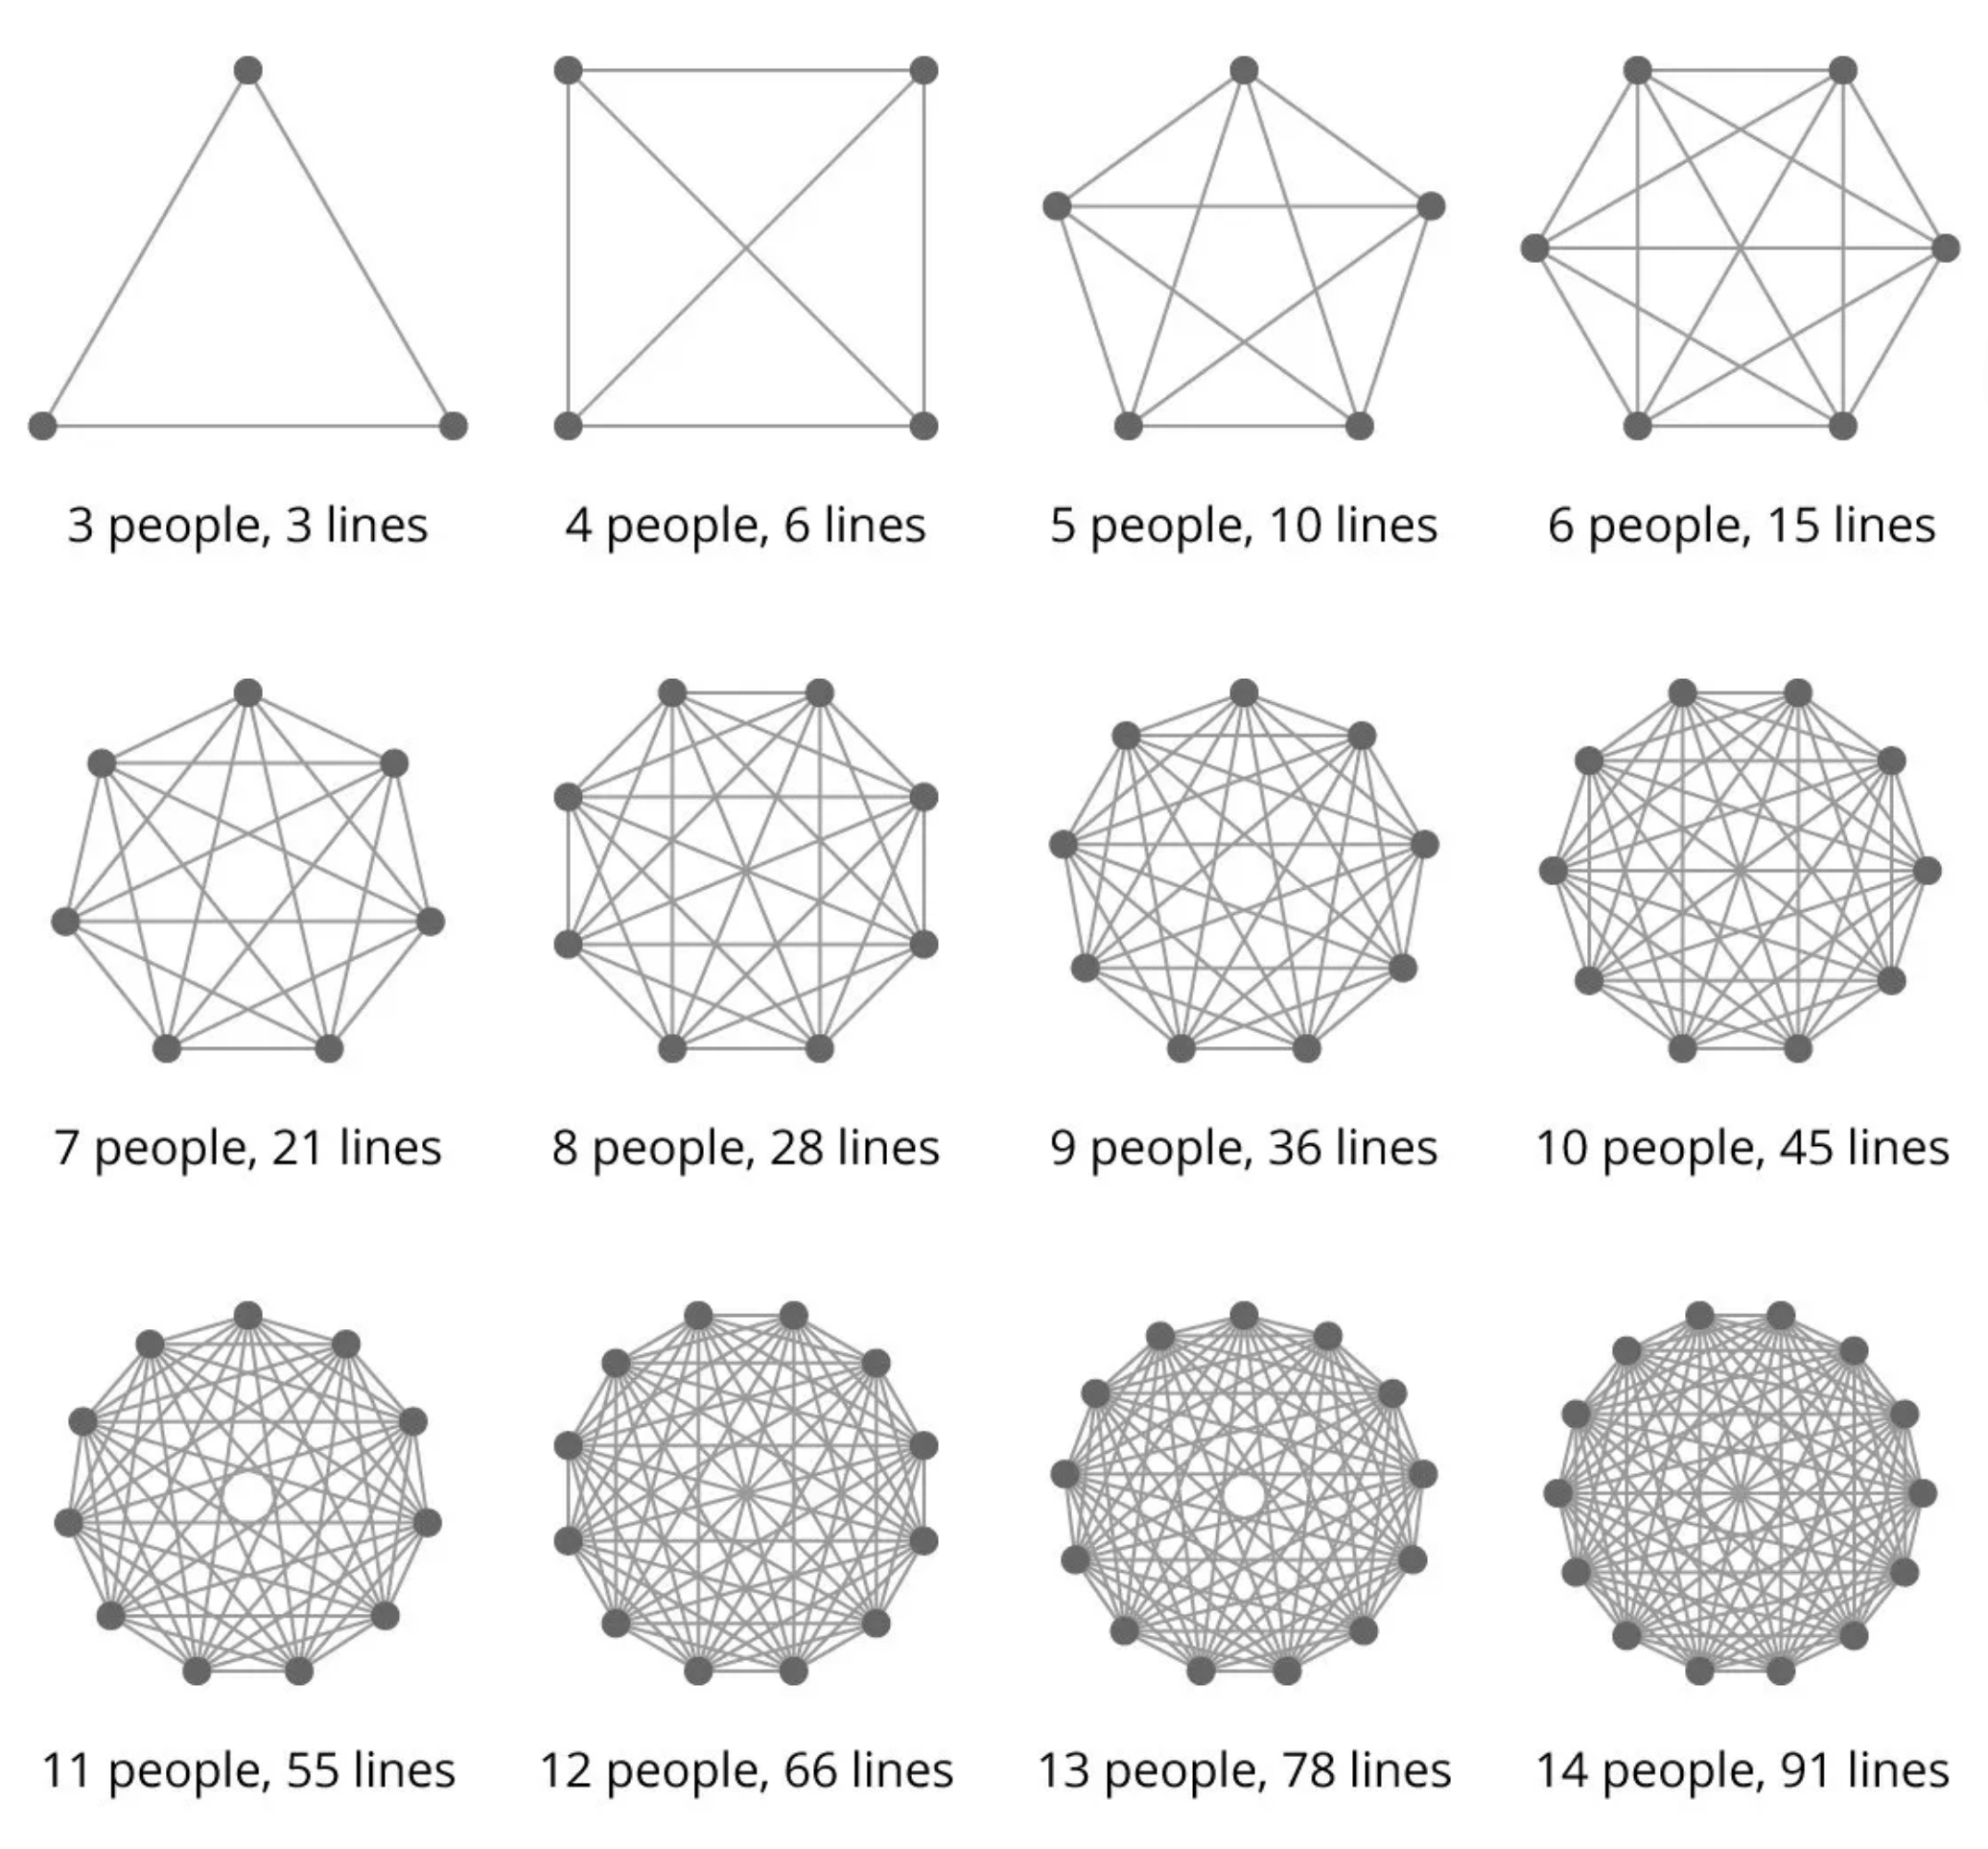 3 people, 3 lines
4 people, 6 lines
5 people, 10 lines
6 people, 15 lines
7 people, 21 lines
8 people, 28 lines
9 people, 36 lines
10 people, 45 lines
11 people, 55 lines
12 people, 66 lines
13 people, 78 lines
14 people, 91 lines